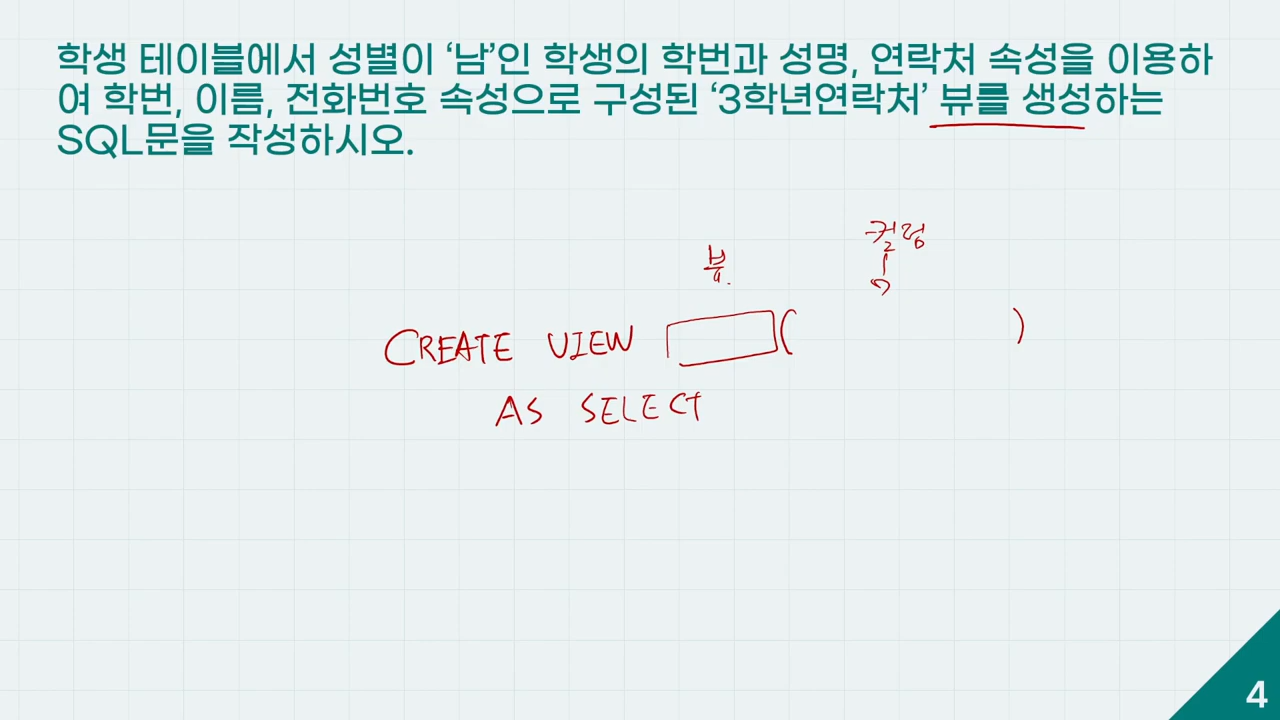 학생 테이블에서 성별이 ‘남’인 학생의 학번과 성명, 연락처 속성을 이용하
여 학번, 이름, 전화번호 속성으로 구성된 ‘3학년연락처’ 뷰를 생성하는
SQL문을 작성하시오.
뷰 컬럼
명
CREATE VIEW ( )
AS SELECT
4